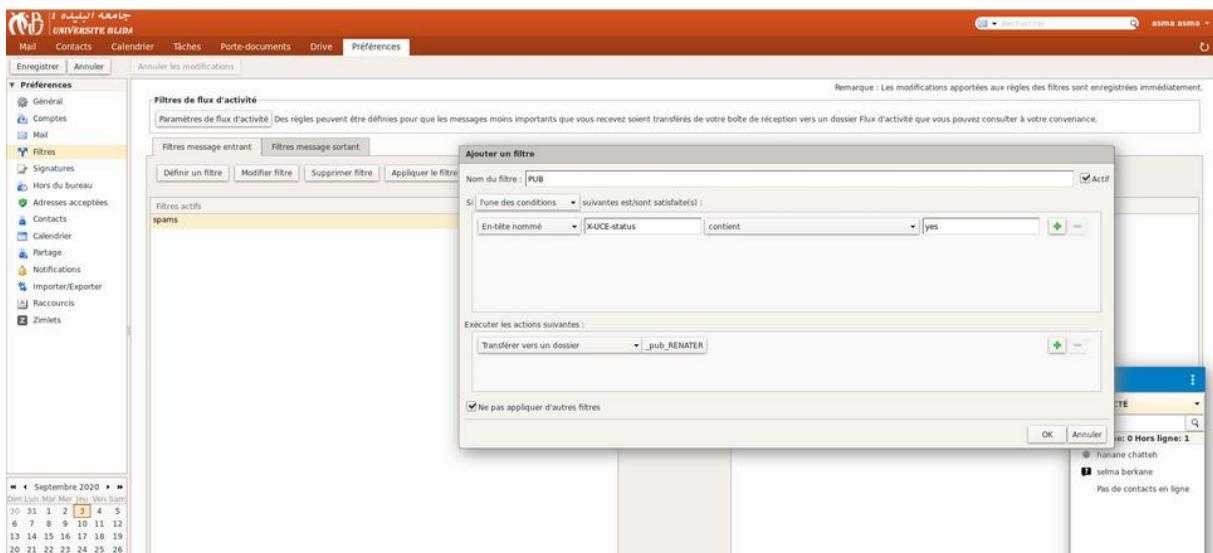 جامعة البليدة 1
UNIVERSITE BLIDA
Rechercher
asma asma
Mail Contacts Calendrier Tâches Porte-documents Drive Préférences
Enregistrer Annuler Annuler les modifications
Préférences
Général
Comptes
Mail
Filtres
Signatures
Hors du bureau
Adresses acceptées
Contacts
Calendrier
Partage
Notifications
Importer/Exporter
Raccourcis
Zimlets
Remarque : Les modifications apportées aux règles des filtres sont enregistrées immédiatement.
Filtres de flux d'activité
Paramètres de flux d'activité Des règles peuvent être définies pour que les messages moins importants que vous recevez soient transférés de votre boîte de réception vers un dossier Flux d'activité que vous pouvez consulter à votre convenance.
Filtres message entrant Filtres message sortant
Définir un filtre Modifier filtre Supprimer filtre Appliquer le filtre
Filtres actifs
spams
Ajouter un filtre
Nom du filtre : PUB Actif
Si l'une des conditions suivantes est/sont satisfaite(s) :
En-tête nommé X-UCE-status contient yes
Exécuter les actions suivantes :
Transférer vers un dossier _pub_RENATER
Ne pas appliquer d'autres filtres
OK Annuler
CTÉ
e: 0 Hors ligne: 1
hanane chatteh
selma berkane
Pas de contacts en ligne
Septembre 2020
Dim Lun Mar Mer Jeu Ven Sam
30 31 1 2 3 4 5
6 7 8 9 10 11 12
13 14 15 16 17 18 19
20 21 22 23 24 25 26